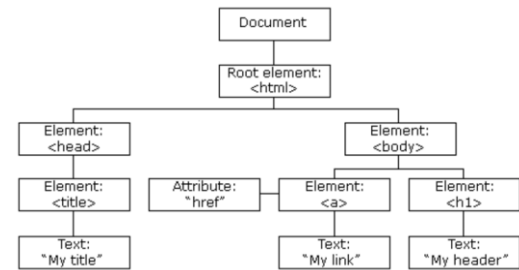 Document
Root element:
<html>
Element:
<head>
Element:
<body>
Element:
<title>
Attribute:
"href"
Element:
<a>
Element:
<h1>
Text:
"My title"
Text:
"My link"
Text:
"My header"